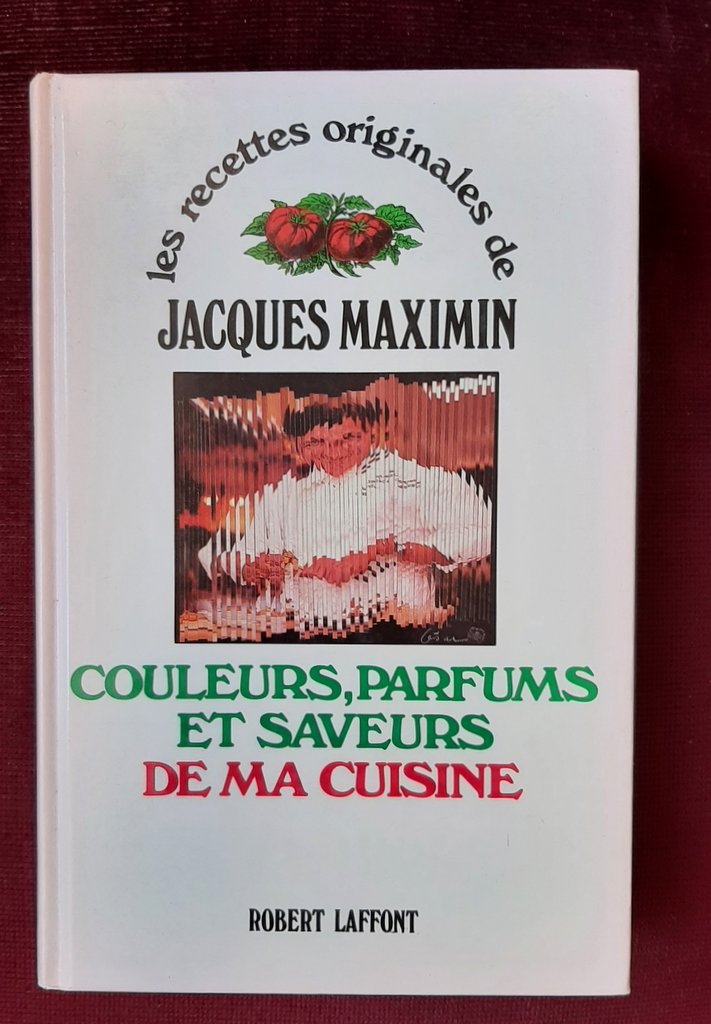 les recettes originales de
JACQUES MAXIMIN
COULEURS, PARFUMS
ET SAVEURS
DE MA CUISINE
ROBERT LAFFONT